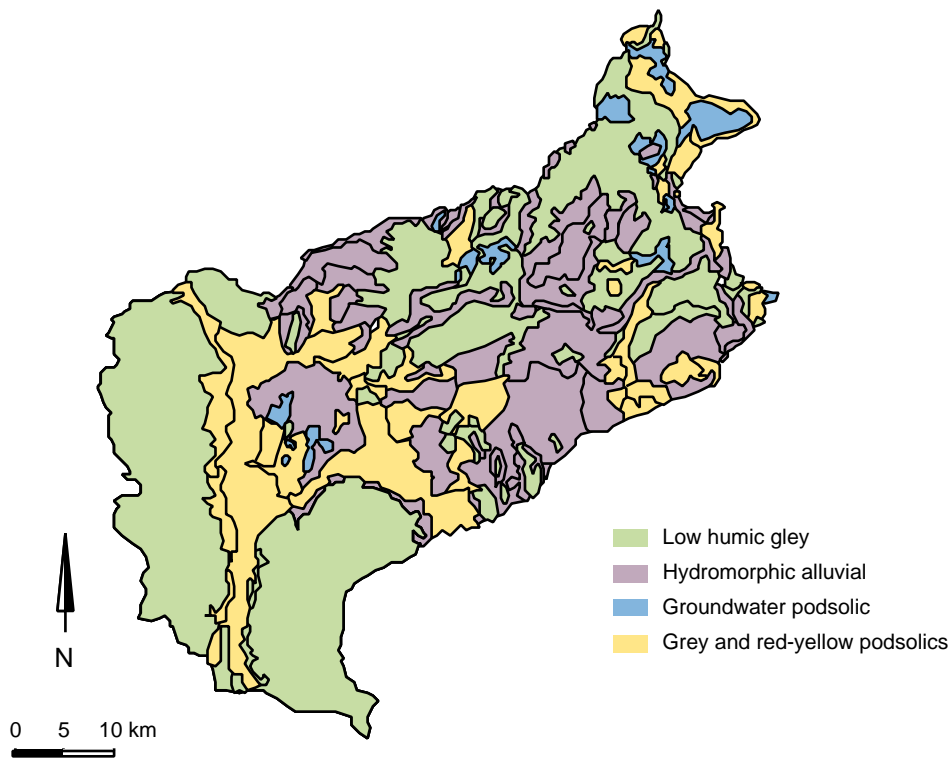 Low humic gley
Hydromorphic alluvial
Groundwater podsolic
Grey and red-yellow podsolics
N
0 5 10 km